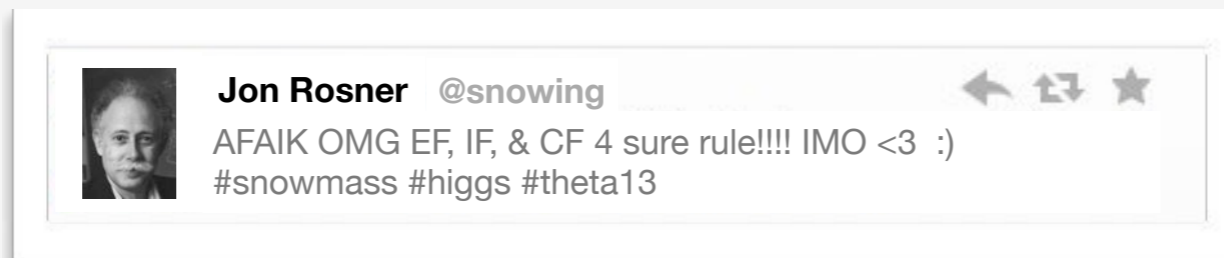 Jon Rosner @snowing
AFAIK OMG EF, IF, & CF 4 sure rule!!!! IMO <3 :)
#snowmass #higgs #theta13